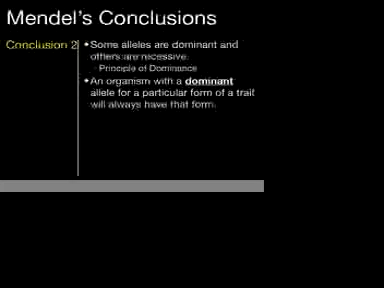 Mendel's Conclusions
Conclusion 2
• Some alleles are dominant and
others are recessive.
- Principle of Dominance
• An organism with a dominant
allele for a particular form of a trait
will always have that form.